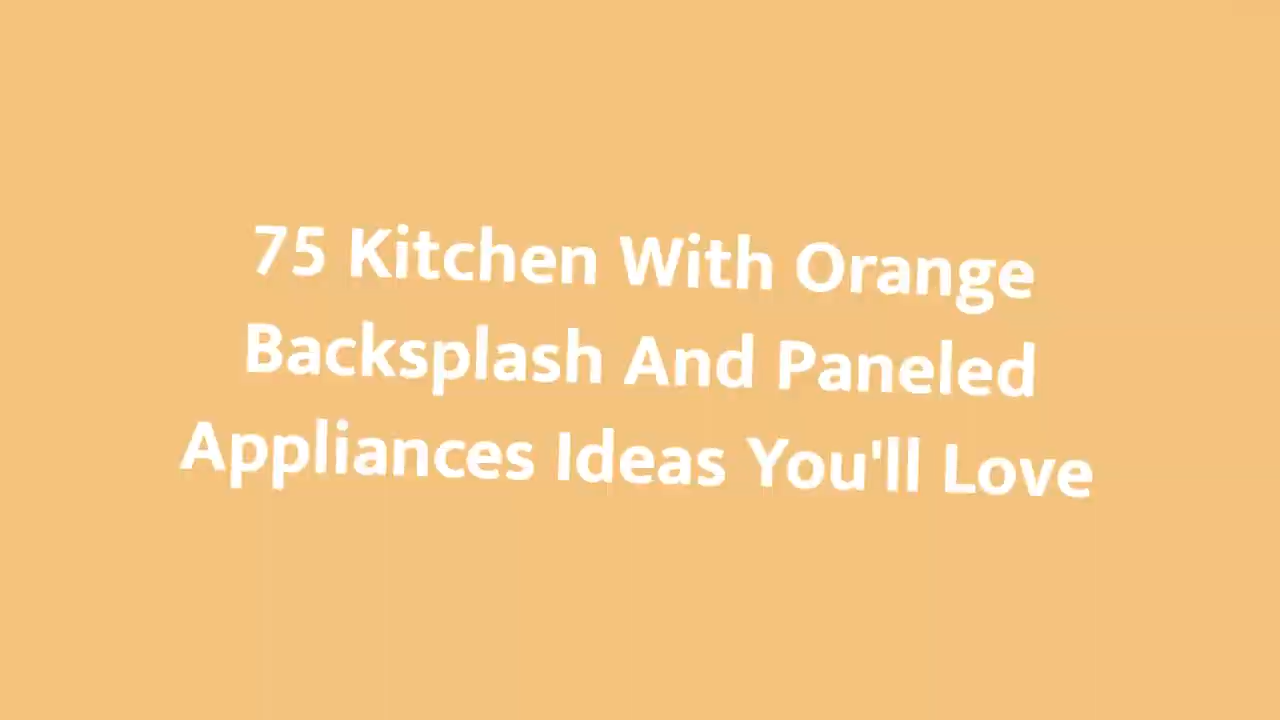 75 Kitchen With Orange
Backsplash And Paneled
Appliances Ideas You'll Love